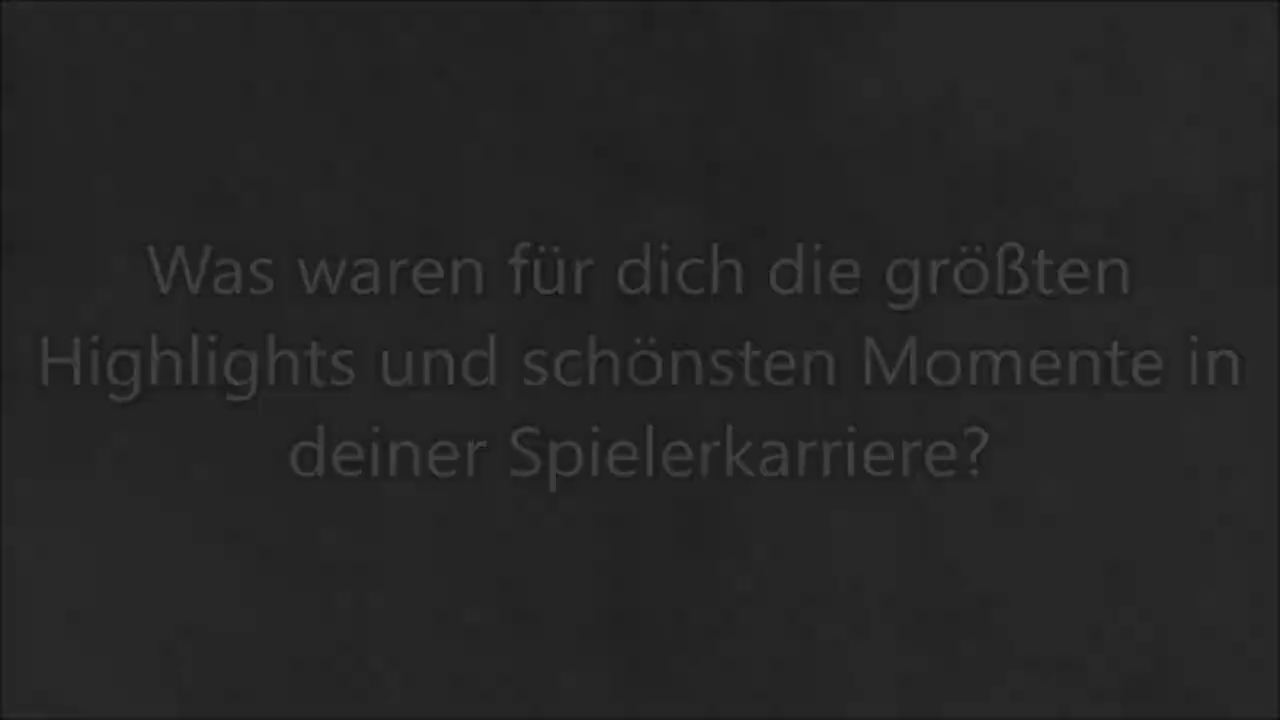 Was waren für dich die größten
Highlights und schönsten Momente in
deiner Spielerkarriere?